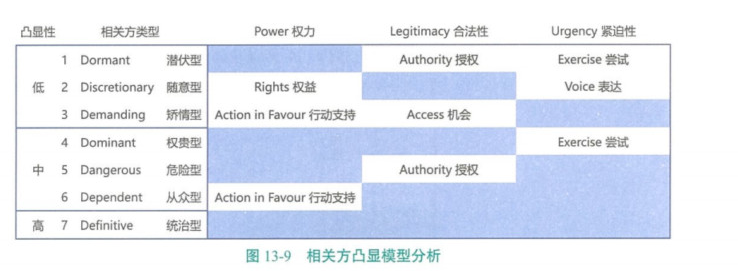 凸显性 相关方类型 Power 权力 Legitimacy 合法性 Urgency 紧迫性
1 Dormant 潜伏型 Authority 授权 Exercise 尝试
低 2 Discretionary 随意型 Rights 权益 Voice 表达
3 Demanding 矫情型 Action in Favour 行动支持 Access 机会
4 Dominant 权贵型 Exercise 尝试
中 5 Dangerous 危险型 Authority 授权
6 Dependent 从众型 Action in Favour 行动支持
高 7 Definitive 统治型
图 13-9 相关方凸显模型分析